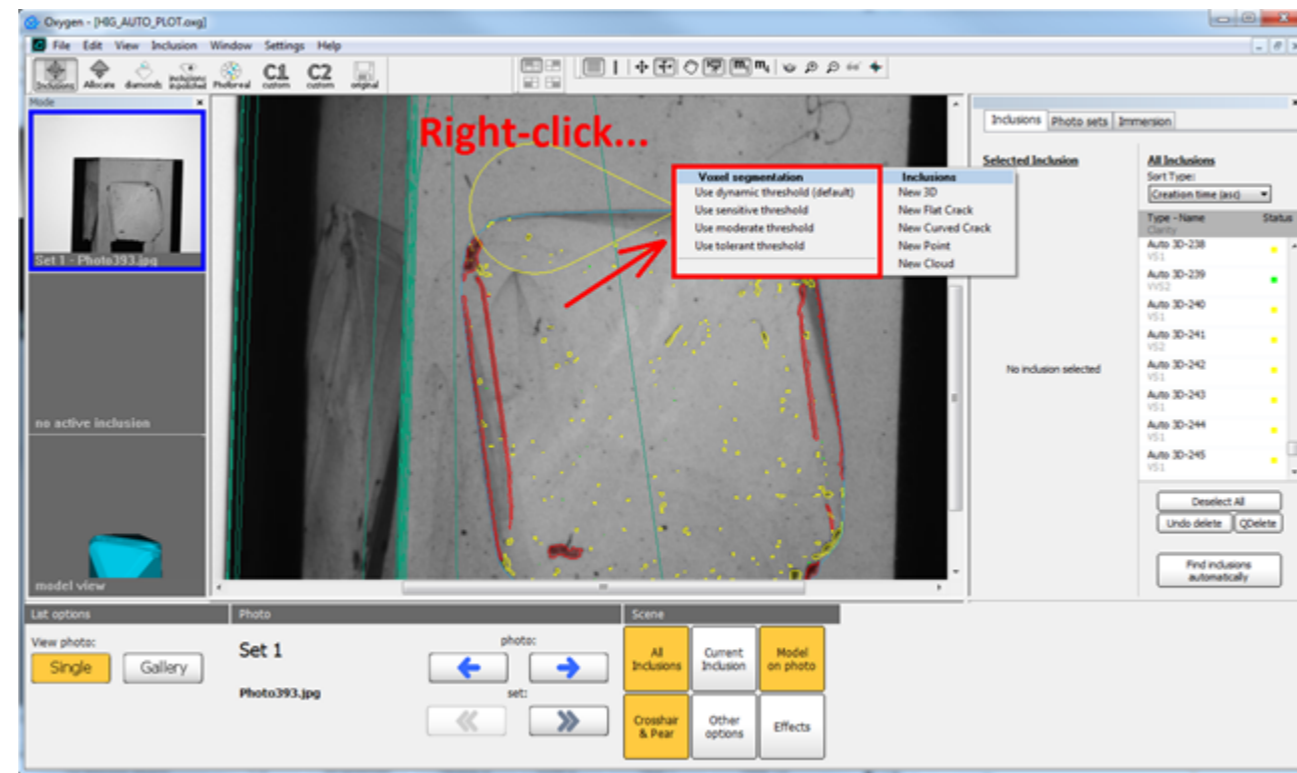 Oxygen - [HIG_AUTO_PLOT.oxg]
File Edit View Inclusion Window Settings Help
Inclusions Allocate diamonds inclusions in polished Photoreal C1 custom C2 custom original
Mode
Set 1 - Photo393.jpg
no active inclusion
model view
Right-click...
Voxel segmentation
Use dynamic threshold (default)
Use sensitive threshold
Use moderate threshold
Use tolerant threshold
Inclusions
New 3D
New Flat Crack
New Curved Crack
New Point
New Cloud
Inclusions Photo sets Immersion
Selected Inclusion
No inclusion selected
All Inclusions
Sort Type:
Creation time (asc)
Type - Name Status
Clarity
Auto 3D-238
VS1
Auto 3D-239
VVS2
Auto 3D-240
VS1
Auto 3D-241
VS2
Auto 3D-242
VS1
Auto 3D-243
VS1
Auto 3D-244
VS1
Auto 3D-245
VS1
Deselect All
Undo delete QDelete
Find inclusions
automatically
View photo:
Single Gallery
Photo
Set 1
Photo393.jpg
photo:
set:
Scene
All
Inclusions
Current
Inclusion
Model
on photo
Crosshair
& Pear
Other
options
Effects